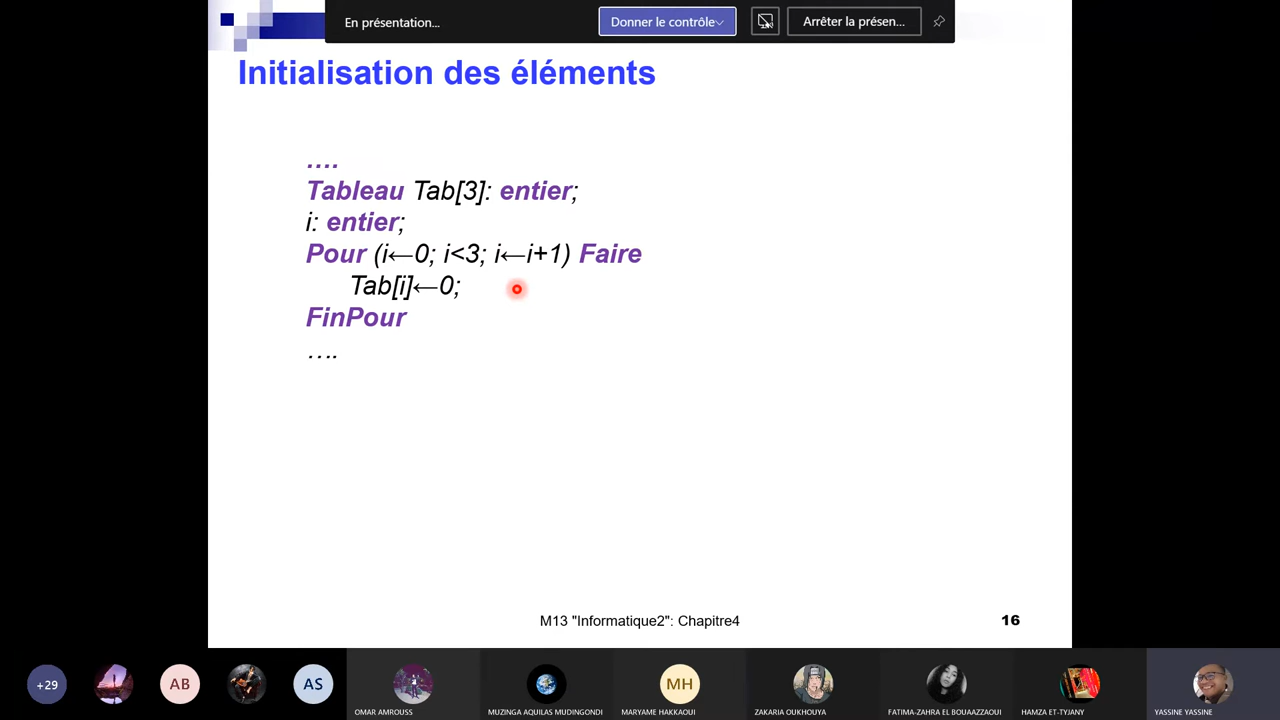 En présentation...
Donner le contrôle
Arrêter la présen...
Initialisation des éléments
....
Tableau Tab[3]: entier;
i: entier;
Pour (i←0; i<3; i←i+1) Faire
Tab[i]←0;
FinPour
....
M13 "Informatique2": Chapitre4
16
+29
AB
AS
MH
OMAR AMROUSS
MUZINGA AQUILAS MUDINGONDI
MARYAME HAKKAOUI
ZAKARIA OUKHOUYA
FATIMA-ZAHRA EL BOUAAZZAOUI
HAMZA ET-TYJANY
YASSINE YASSINE